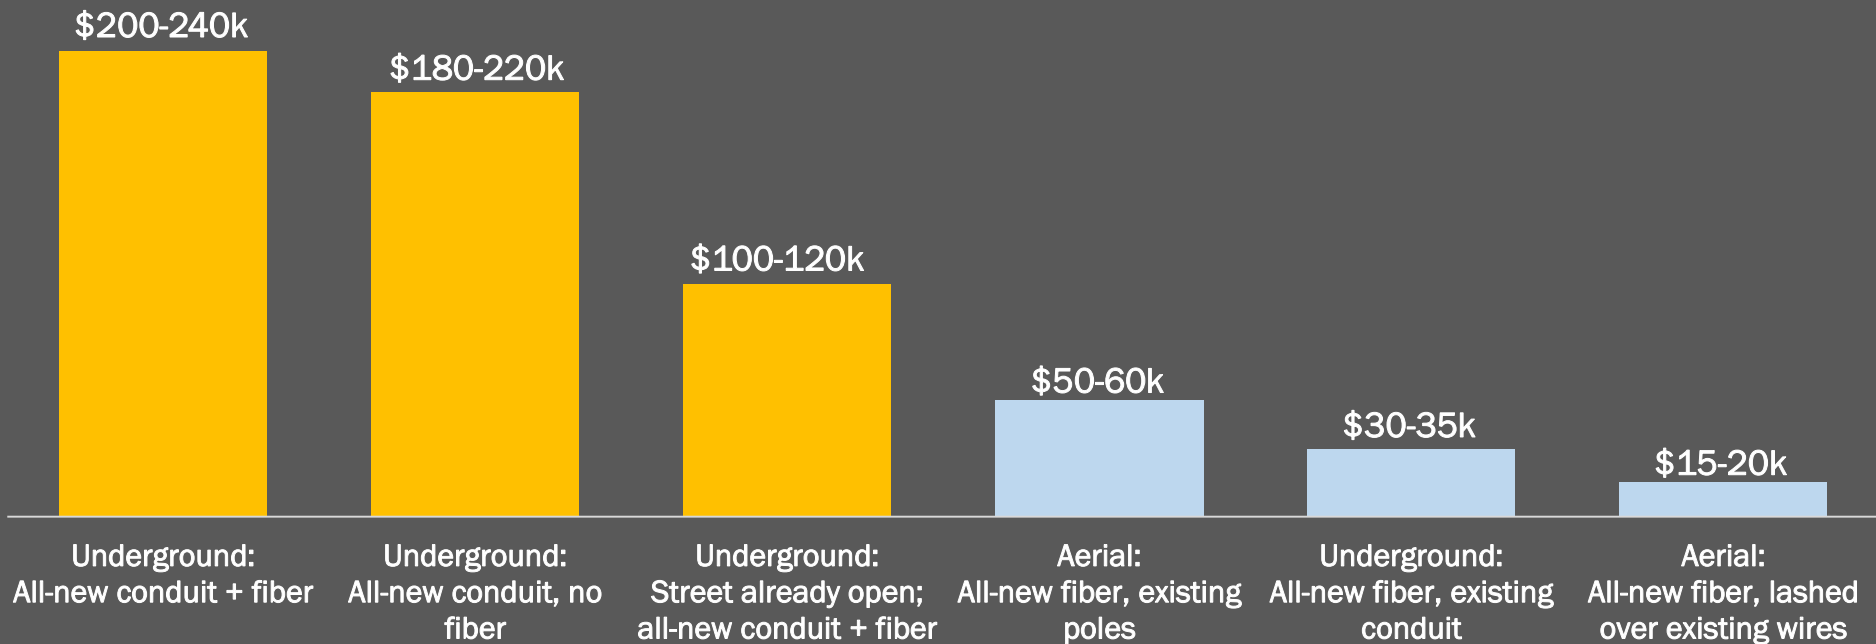 $200-240k
$180-220k
$100-120k
$50-60k
$30-35k
$15-20k
Underground:
All-new conduit + fiber
Underground:
All-new conduit, no
fiber
Underground:
Street already open;
all-new conduit + fiber
Aerial:
All-new fiber, existing
poles
Underground:
All-new fiber, existing
conduit
Aerial:
All-new fiber, lashed
over existing wires